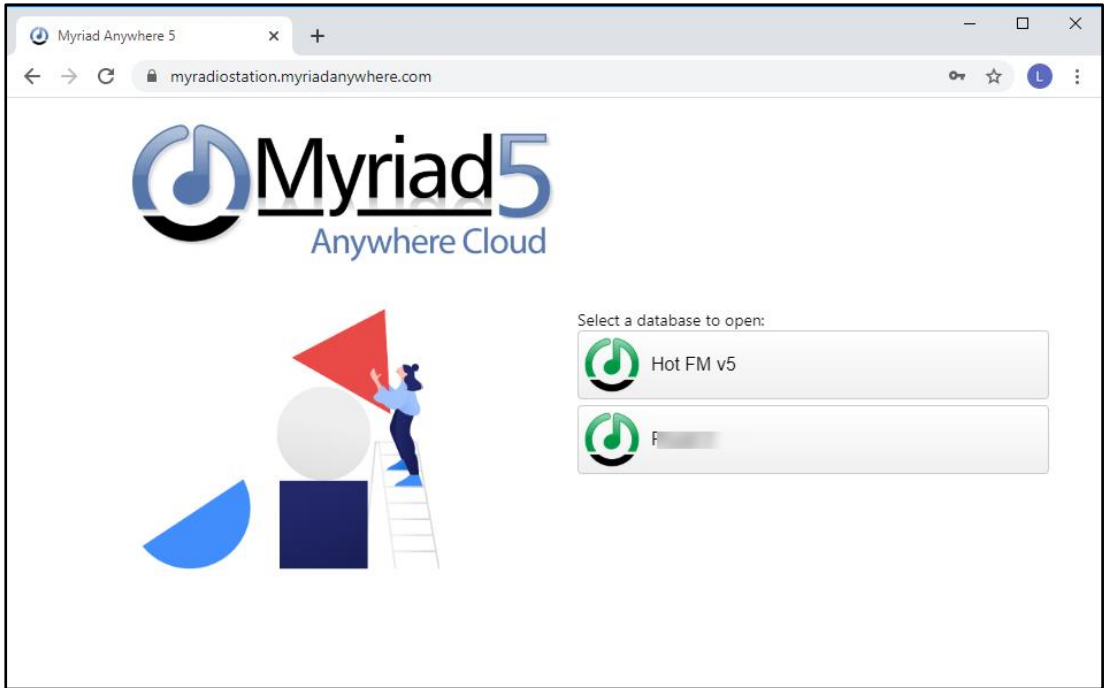 Myriad Anywhere 5
myradiostation.myriadanywhere.com
L
Myriad5
Anywhere Cloud
Select a database to open:
Hot FM v5